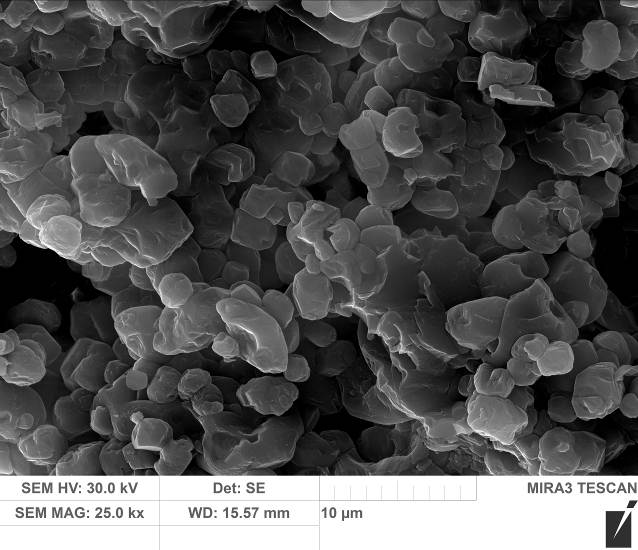 SEM HV: 30.0 kV Det: SE MIRA3 TESCAN
SEM MAG: 25.0 kx WD: 15.57 mm 10 µm